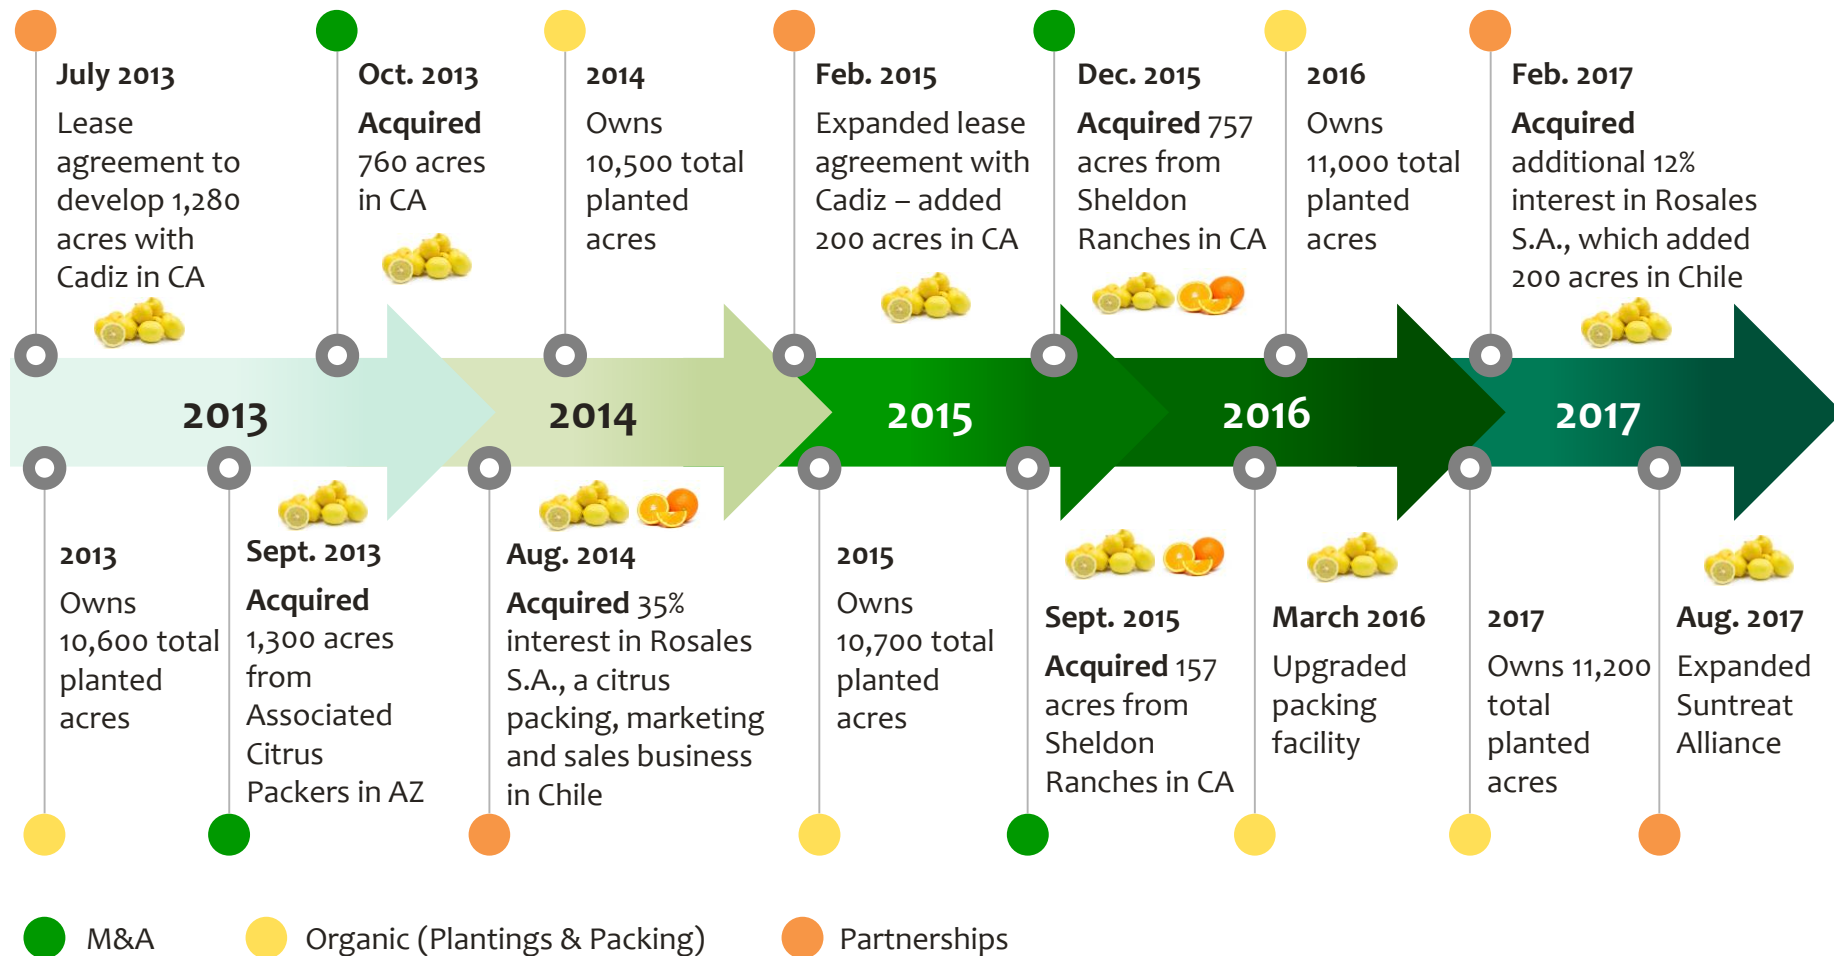 July 2013
Lease
agreement to
develop 1,280
acres with
Cadiz in CA
Oct. 2013
Acquired
760 acres
in CA
2014
Owns
10,500 total
planted
acres
Feb. 2015
Expanded lease
agreement with
Cadiz – added
200 acres in CA
Dec. 2015
Acquired 757
acres from
Sheldon
Ranches in CA
2016
Owns
11,000 total
planted
acres
Feb. 2017
Acquired
additional 12%
interest in Rosales
S.A., which added
200 acres in Chile
2013
2014
2015
2016
2017
2013
Owns
10,600 total
planted
acres
Sept. 2013
Acquired
1,300 acres
from
Associated
Citrus
Packers in AZ
Aug. 2014
Acquired 35%
interest in Rosales
S.A., a citrus
packing, marketing
and sales business
in Chile
2015
Owns
10,700 total
planted
acres
Sept. 2015
Acquired 157
acres from
Sheldon
Ranches in CA
March 2016
Upgraded
packing
facility
2017
Owns 11,200
total
planted
acres
Aug. 2017
Expanded
Suntreat
Alliance
M&A
Organic (Plantings & Packing)
Partnerships